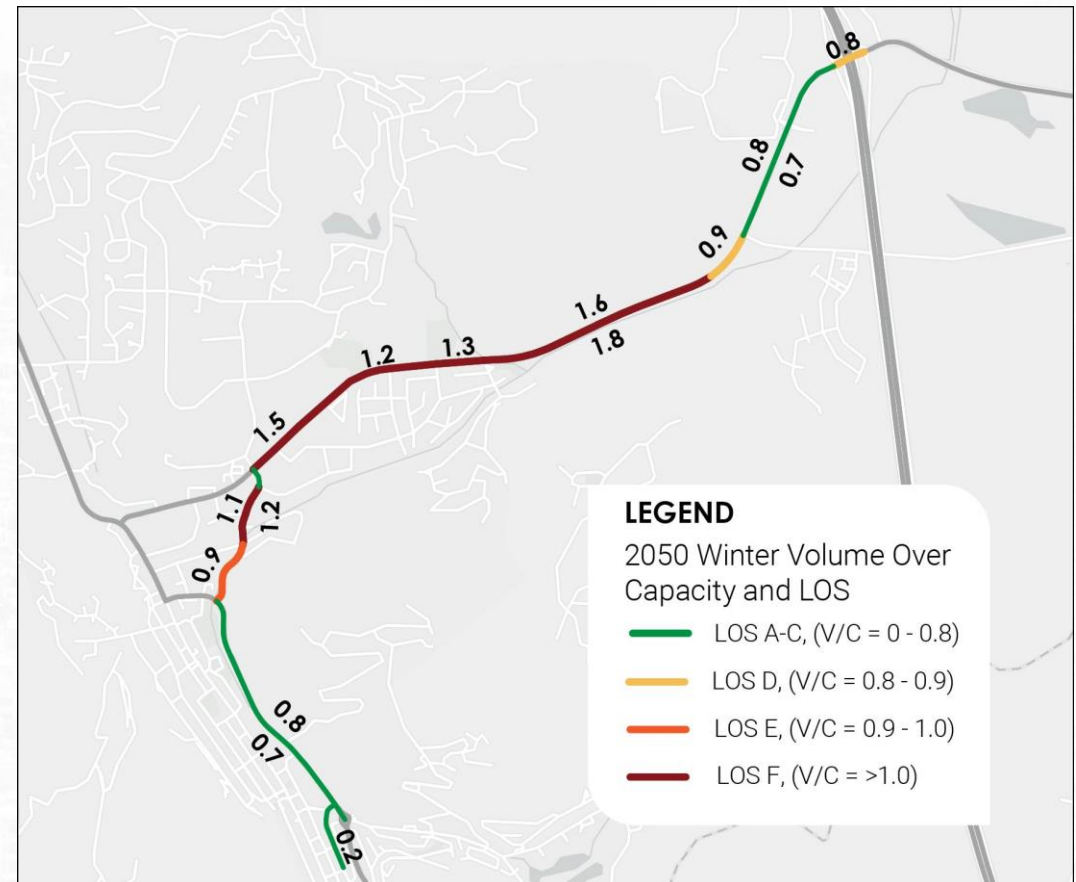 0.8
0.8
0.7
0.9
1.6
1.8
1.3
1.2
1.5
1.1
1.2
0.9
0.8
0.7
0.2
LEGEND
2050 Winter Volume Over
Capacity and LOS
LOS A-C, (V/C = 0 - 0.8)
LOS D, (V/C = 0.8 - 0.9)
LOS E, (V/C = 0.9 - 1.0)
LOS F, (V/C = >1.0)